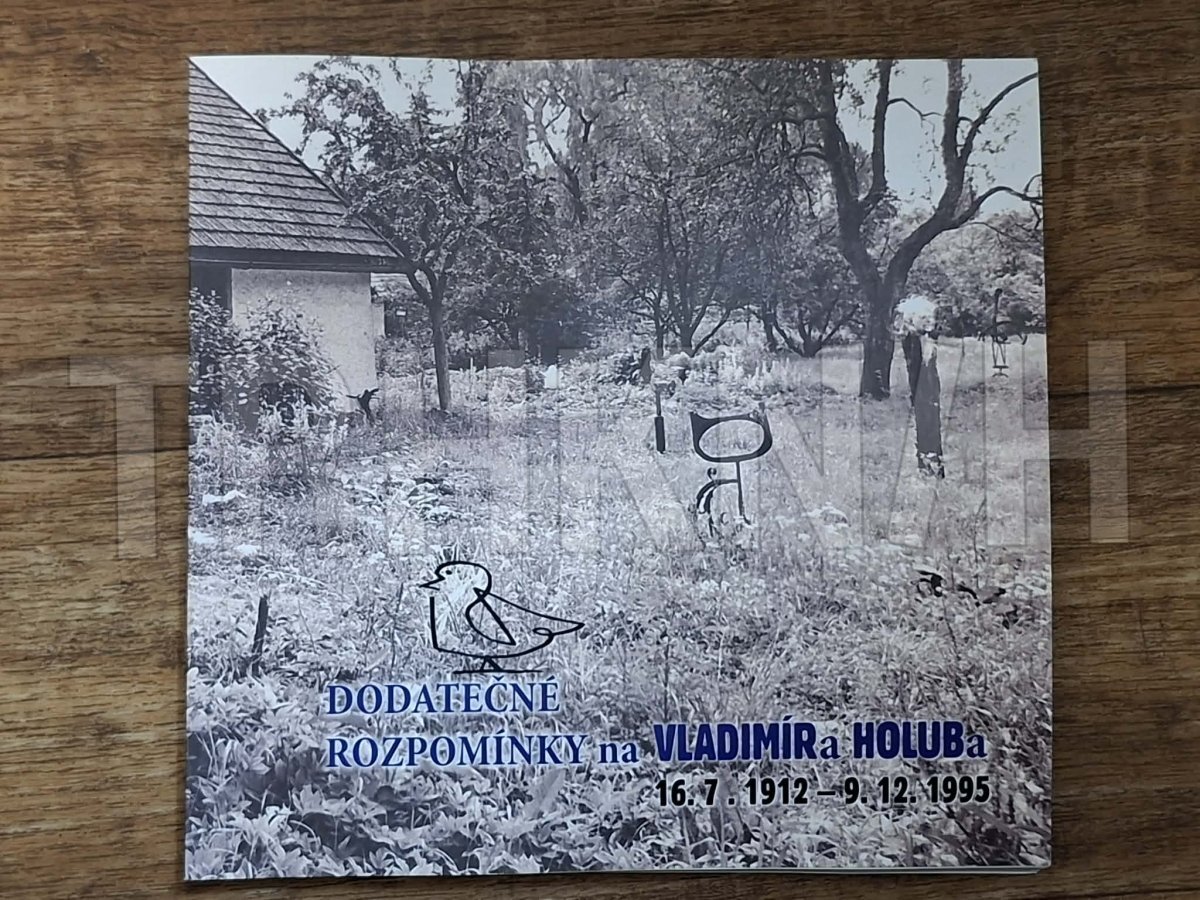 DODATEČNÉ
ROZPOMÍNKY na VLADIMÍRa HOLUBa
16. 7. 1912 – 9. 12. 1995